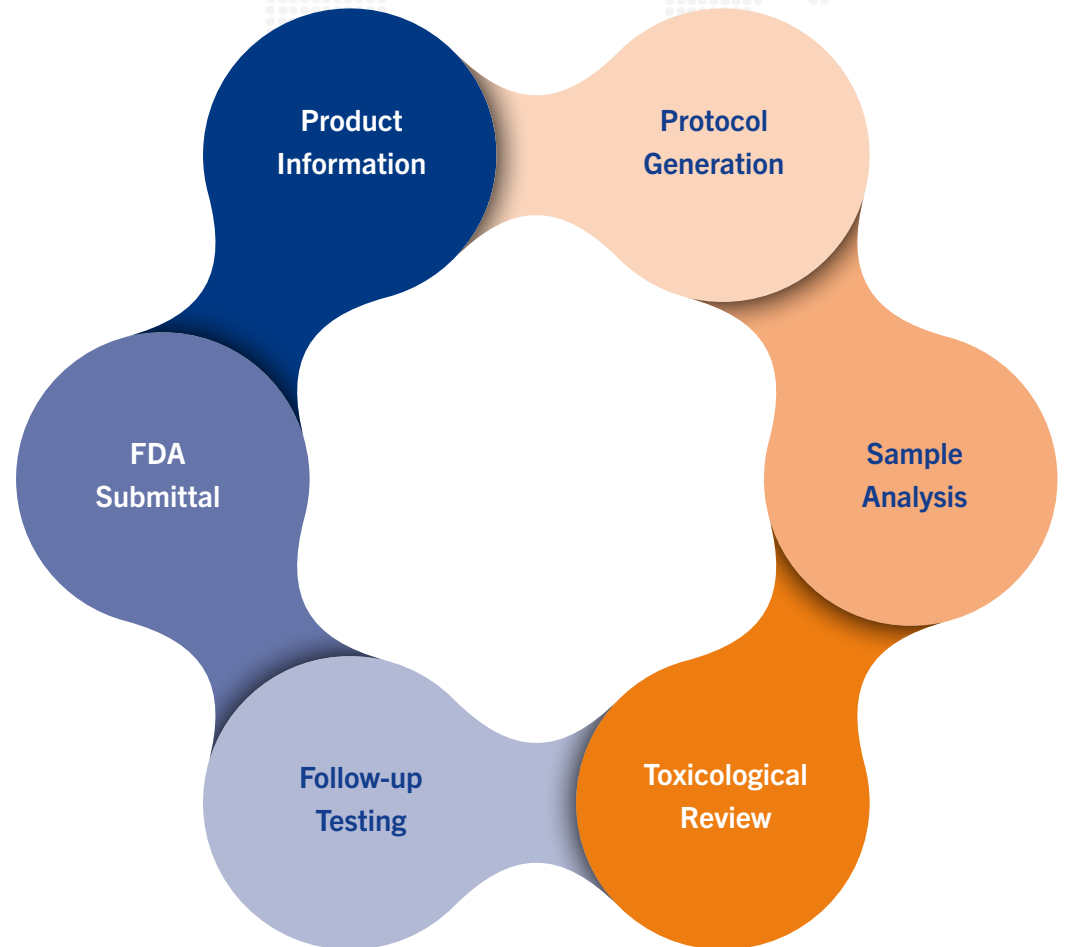 Product
Information
Protocol
Generation
Sample
Analysis
Toxicological
Review
Follow-up
Testing
FDA
Submittal